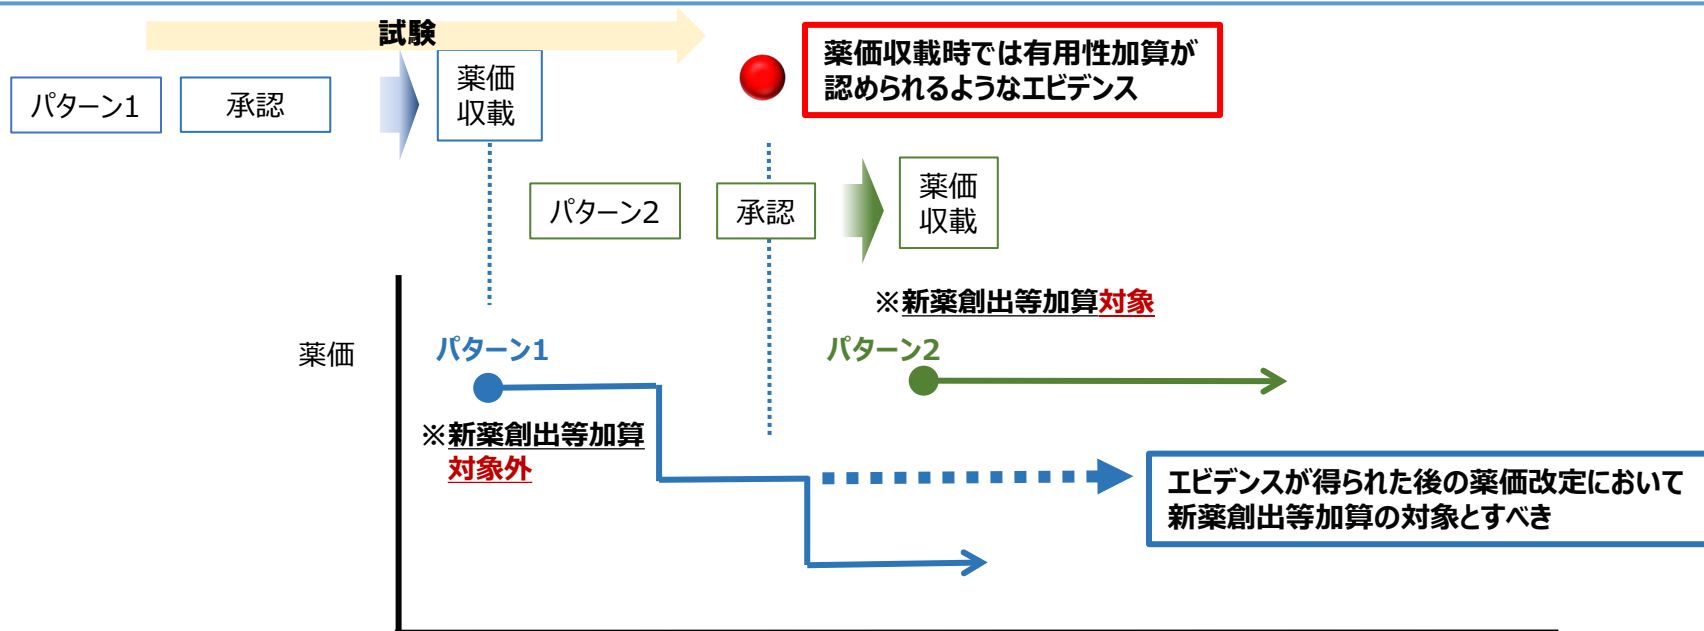 試験
パターン1
承認
薬価
収載
薬価収載時では有用性加算が
認められるようなエビデンス
パターン2
承認
薬価
収載
※新薬創出等加算対象
薬価
パターン1
パターン2
※新薬創出等加算
対象外
エビデンスが得られた後の薬価改定において
新薬創出等加算の対象とすべき